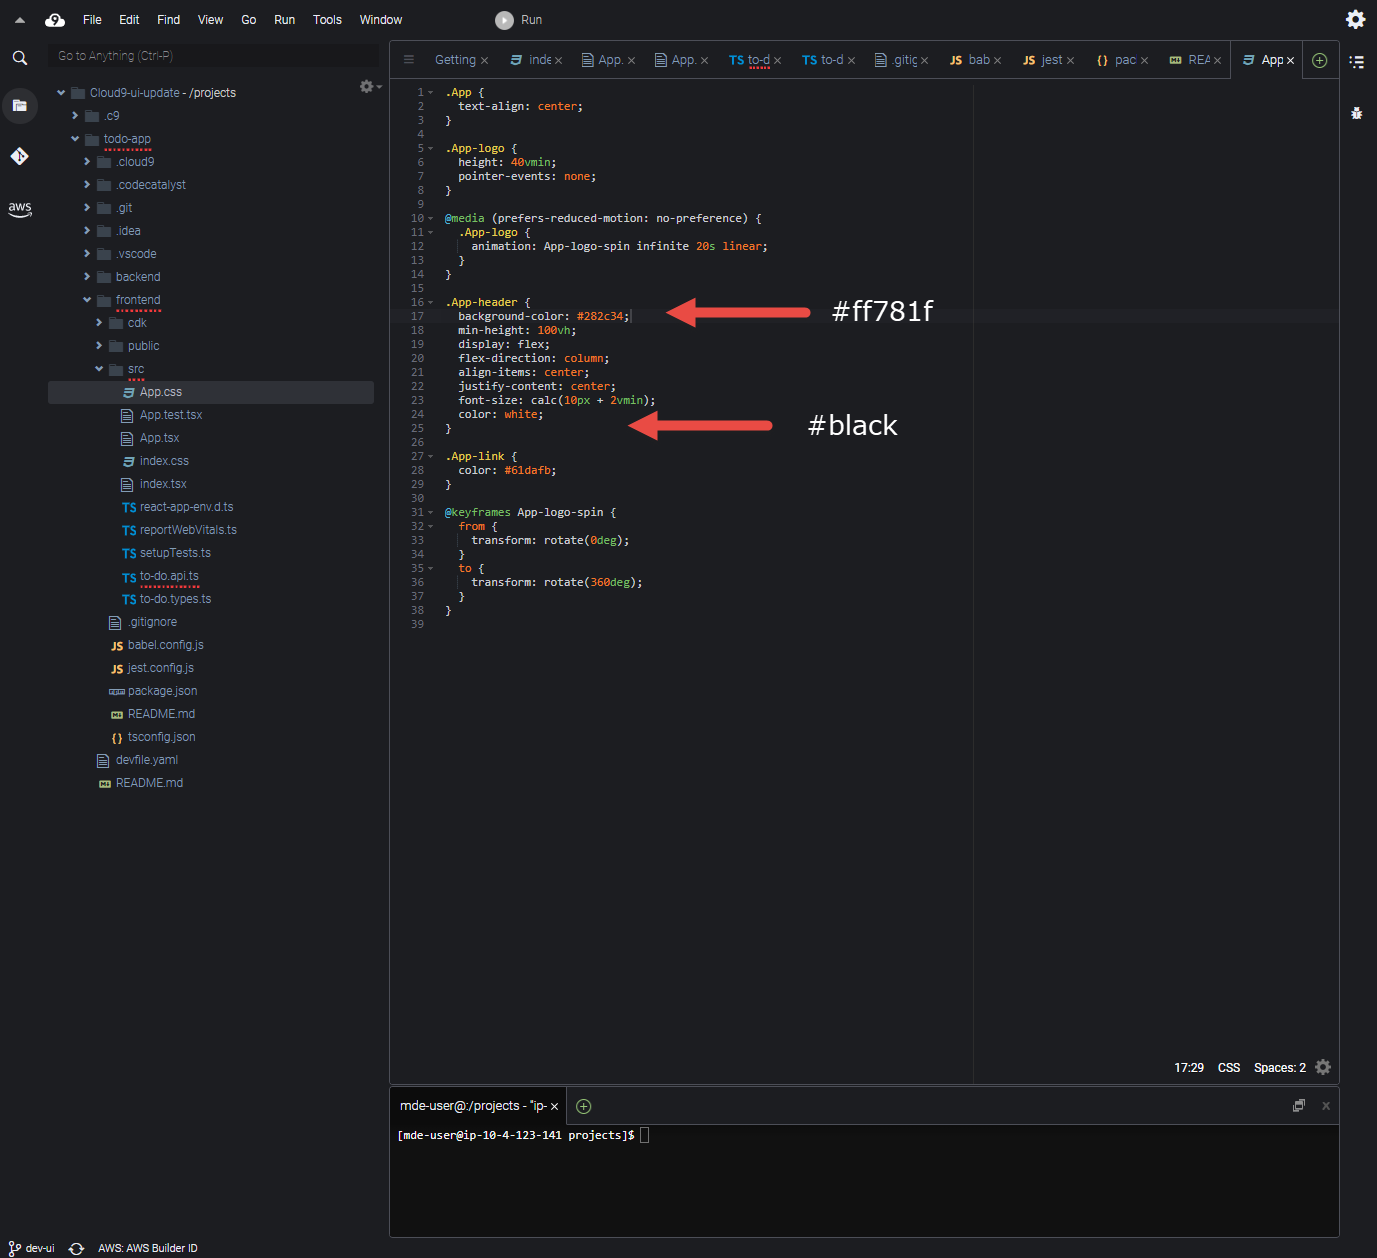 File Edit Find View Go Run Tools Window Run
Go to Anything (Ctrl-P)
Cloud9-ui-update - /projects
.c9
todo-app
.cloud9
.codecatalyst
.git
.idea
.vscode
backend
frontend
cdk
public
src
App.css
App.test.tsx
App.tsx
index.css
index.tsx
TS react-app-env.d.ts
TS reportWebVitals.ts
TS setupTests.ts
TS to-do.api.ts
TS to-do.types.ts
.gitignore
JS babel.config.js
JS jest.config.js
package.json
README.md
{ } tsconfig.json
devfile.yaml
README.md
aws
Getting × inde × App. × App. × TS to-d × TS to-d × .gitig × JS bab × JS jest × {} pac × REA × App ×
1 .App {
2 text-align: center;
3 }
4
5 .App-logo {
6 height: 40vmin;
7 pointer-events: none;
8 }
9
10 @media (prefers-reduced-motion: no-preference) {
11 .App-logo {
12 animation: App-logo-spin infinite 20s linear;
13 }
14 }
15
16 .App-header {
17 background-color: #282c34;
#ff781f
18 min-height: 100vh;
19 display: flex;
20 flex-direction: column;
21 align-items: center;
22 justify-content: center;
23 font-size: calc(10px + 2vmin);
24 color: white;
#black
25 }
26
27 .App-link {
28 color: #61dafb;
29 }
30
31 @keyframes App-logo-spin {
32 from {
33 transform: rotate(0deg);
34 }
35 to {
36 transform: rotate(360deg);
37 }
38 }
39
17:29 CSS Spaces: 2
mde-user@:/projects - "ip- ×
[mde-user@ip-10-4-123-141 projects]$
dev-ui AWS: AWS Builder ID